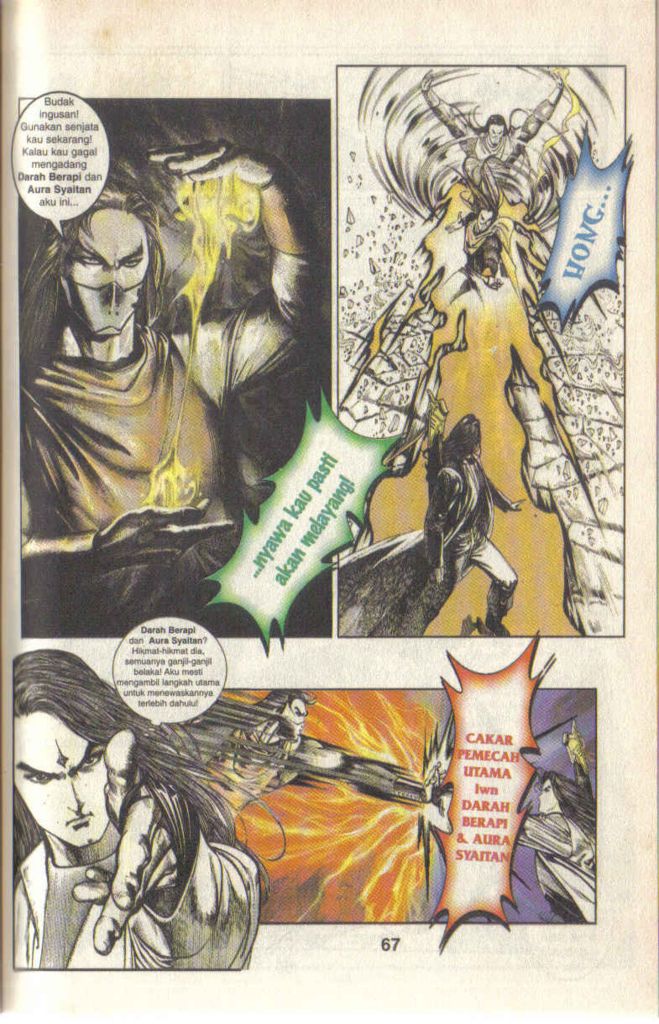 Budak
ingusan!
Gunakan senjata
kau sekarang!
Kalau kau gagal
mengadang
Darah Berapi dan
Aura Syaitan
aku ini...
...nyawa kau pasti
akan melayang!
HONG...
Darah Berapi
dan Aura Syaitan?
Hikmat-hikmat dia,
semuanya ganjil-ganjil
belaka! Aku mesti
mengambil langkah utama
untuk menewaskannya
terlebih dahulu!
CAKAR
PEMECAH
UTAMA
lwn
DARAH
BERAPI
& AURA
SYAITAN
67